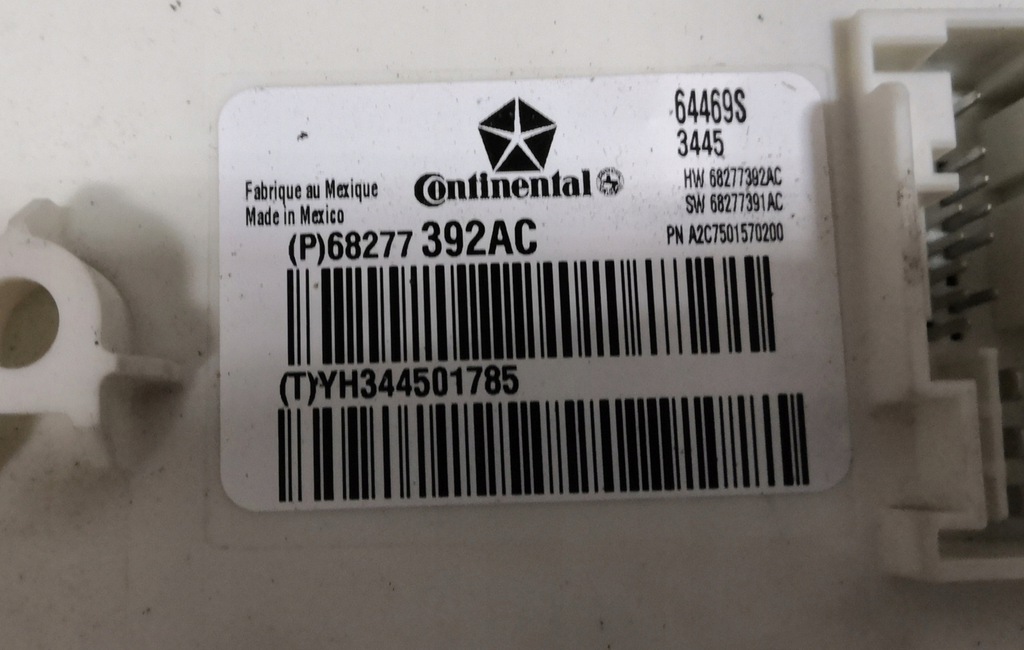 64469S
3445
Continental
HW 68277392AC
SW 68277391AC
Fabrique au Mexique
Made in Mexico
(P)68277 392AC
PN A2C7501570200
(T)YH344501785